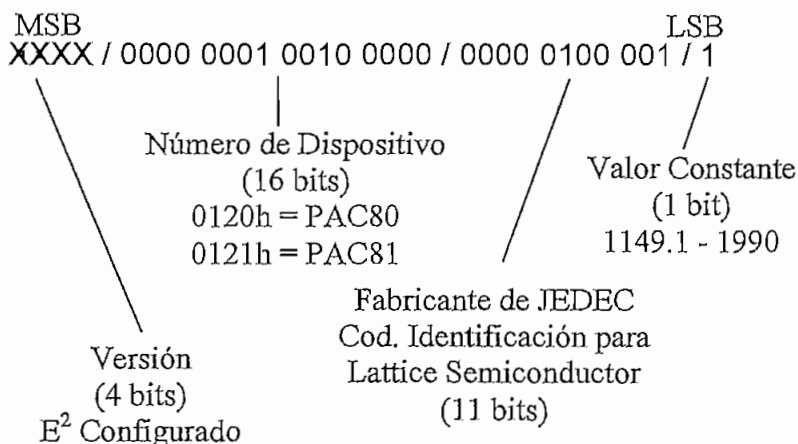 MSB LSB
XXXX / 0000 0001 0010 0000 / 0000 0100 001 / 1
Número de Dispositivo
(16 bits)
0120h = PAC80
0121h = PAC81
Valor Constante
(1 bit)
1149.1 - 1990
Fabricante de JEDEC
Cod. Identificación para
Lattice Semiconductor
(11 bits)
Versión
(4 bits)
E² Configurado